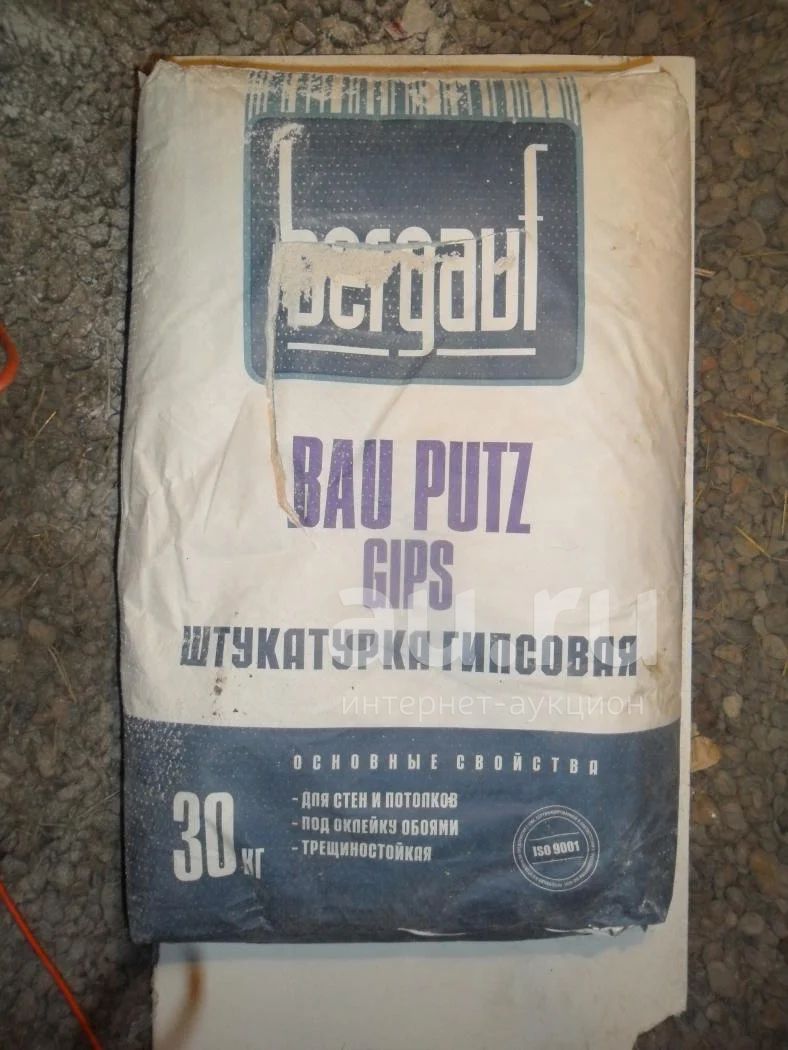 bergauf
BAU PUTZ
GIPS
ШТУКАТУРКА ГИПСОВАЯ
au.ru
интернет-аукцион
ОСНОВНЫЕ СВОЙСТВА
- ДЛЯ СТЕН И ПОТОЛКОВ
- ПОД ОКЛЕЙКУ ОБОЯМИ
- ТРЕЩИНОСТОЙКАЯ
30 КГ
ISO 9001